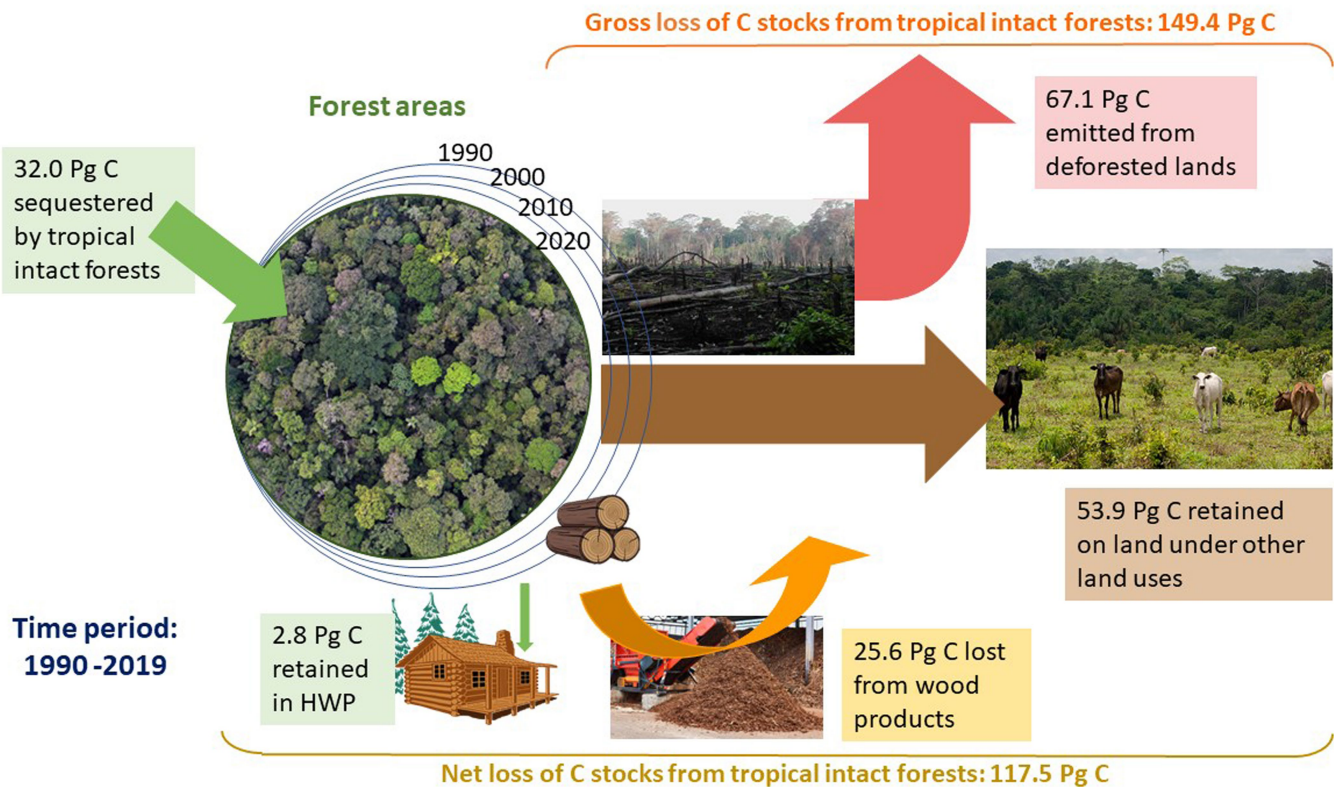 Gross loss of C stocks from tropical intact forests: 149.4 Pg C
Forest areas
67.1 Pg C
emitted from
deforested lands
1990
2000
2010
2020
32.0 Pg C
sequestered
by tropical
intact forests
53.9 Pg C retained
on land under other
land uses
Time period:
1990 -2019
2.8 Pg C
retained
in HWP
25.6 Pg C lost
from wood
products
Net loss of C stocks from tropical intact forests: 117.5 Pg C